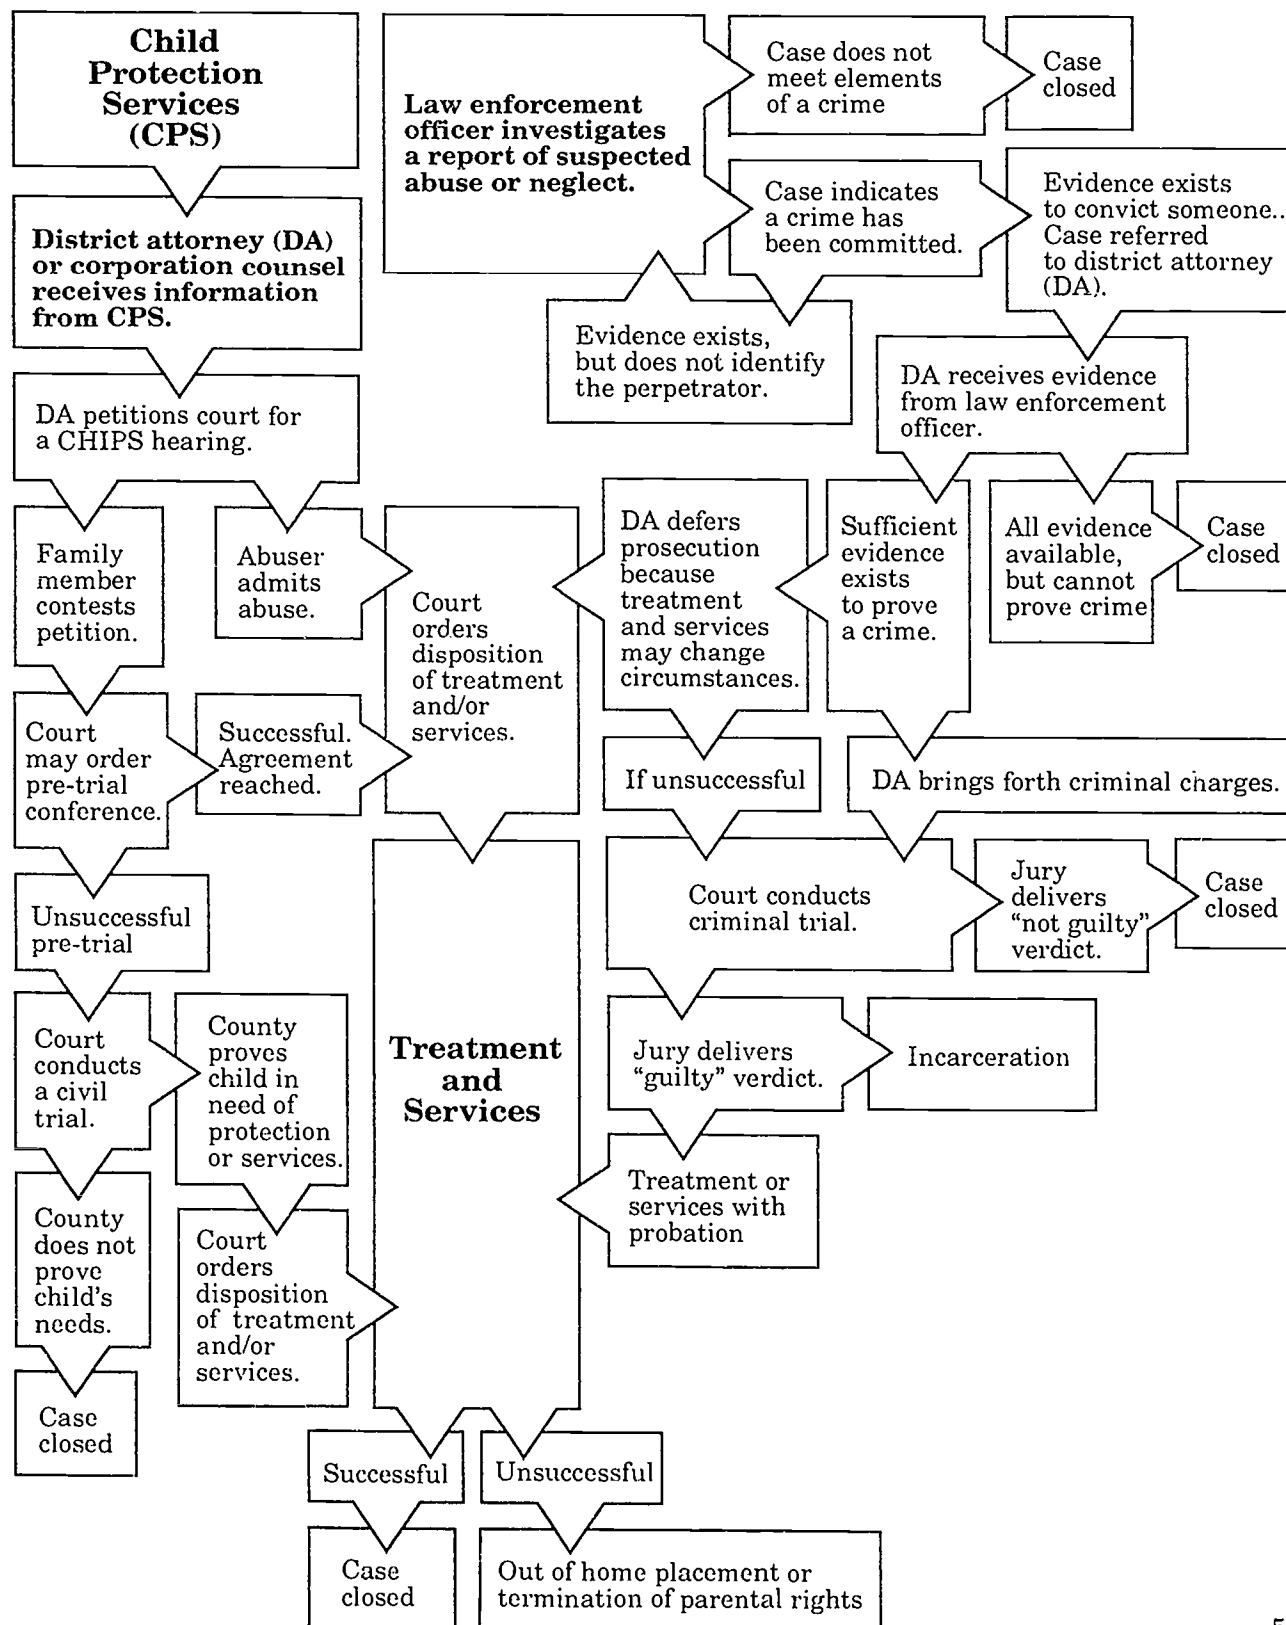 Child
Protection
Services
(CPS)
District attorney (DA)
or corporation counsel
receives information
from CPS.
DA petitions court for
a CHIPS hearing.
Family
member
contests
petition.
Abuser
admits
abuse.
Court
may order
pre-trial
conference.
Successful.
Agreement
reached.
Unsuccessful
pre-trial
Court
conducts
a civil
trial.
County
proves
child in
need of
protection
or services.
County
does not
prove
child's
needs.
Court
orders
disposition
of treatment
and/or
services.
Case
closed
Law enforcement
officer investigates
a report of suspected
abuse or neglect.
Case does not
meet elements
of a crime
Case
closed
Case indicates
a crime has
been committed.
Evidence exists
to convict someone..
Case referred
to district attorney
(DA).
Evidence exists,
but does not identify
the perpetrator.
DA receives evidence
from law enforcement
officer.
Court
orders
disposition
of treatment
and/or
services.
DA defers
prosecution
because
treatment
and services
may change
circumstances.
Sufficient
evidence
exists
to prove
a crime.
All evidence
available,
but cannot
prove crime
Case
closed
If unsuccessful
DA brings forth criminal charges.
Court conducts
criminal trial.
Jury
delivers
“not guilty”
verdict.
Case
closed
Jury delivers
“guilty” verdict.
Incarceration
Treatment or
services with
probation
Treatment
and
Services
Successful
Unsuccessful
Case
closed
Out of home placement or
termination of parental rights
5